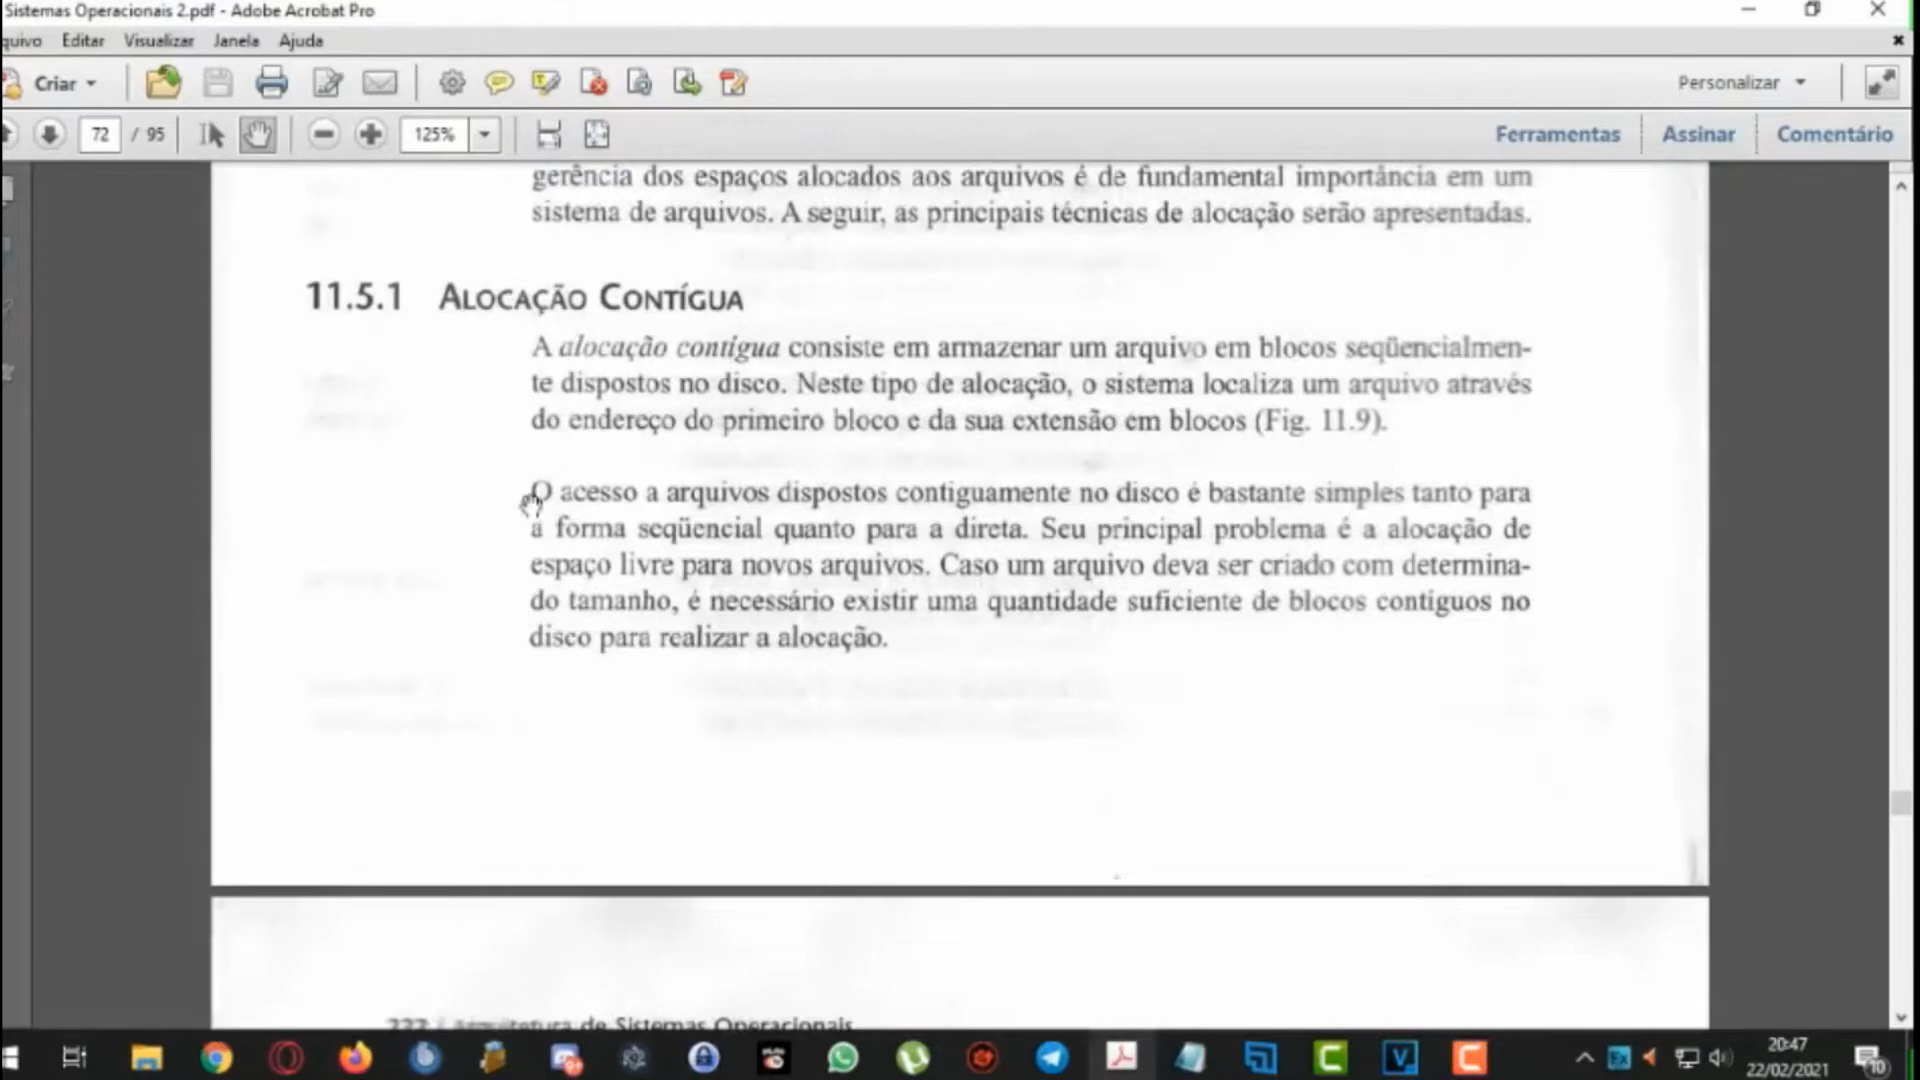 Sistemas Operacionais 2.pdf - Adobe Acrobat Pro
quivo Editar Visualizar Janela Ajuda
Criar
Personalizar
72 / 95
125%
Ferramentas
Assinar
Comentário
gerência dos espaços alocados aos arquivos é de fundamental importância em um
sistema de arquivos. A seguir, as principais técnicas de alocação serão apresentadas.
11.5.1 ALOCAÇÃO CONTÍGUA
A alocação contígua consiste em armazenar um arquivo em blocos seqüencialmen-
te dispostos no disco. Neste tipo de alocação, o sistema localiza um arquivo através
do endereço do primeiro bloco e da sua extensão em blocos (Fig. 11.9).
O acesso a arquivos dispostos contiguamente no disco é bastante simples tanto para
a forma seqüencial quanto para a direta. Seu principal problema é a alocação de
espaço livre para novos arquivos. Caso um arquivo deva ser criado com determina-
do tamanho, é necessário existir uma quantidade suficiente de blocos contíguos no
disco para realizar a alocação.
Arquitetura de Sistemas Operacionais
20:47
22/02/2021
10